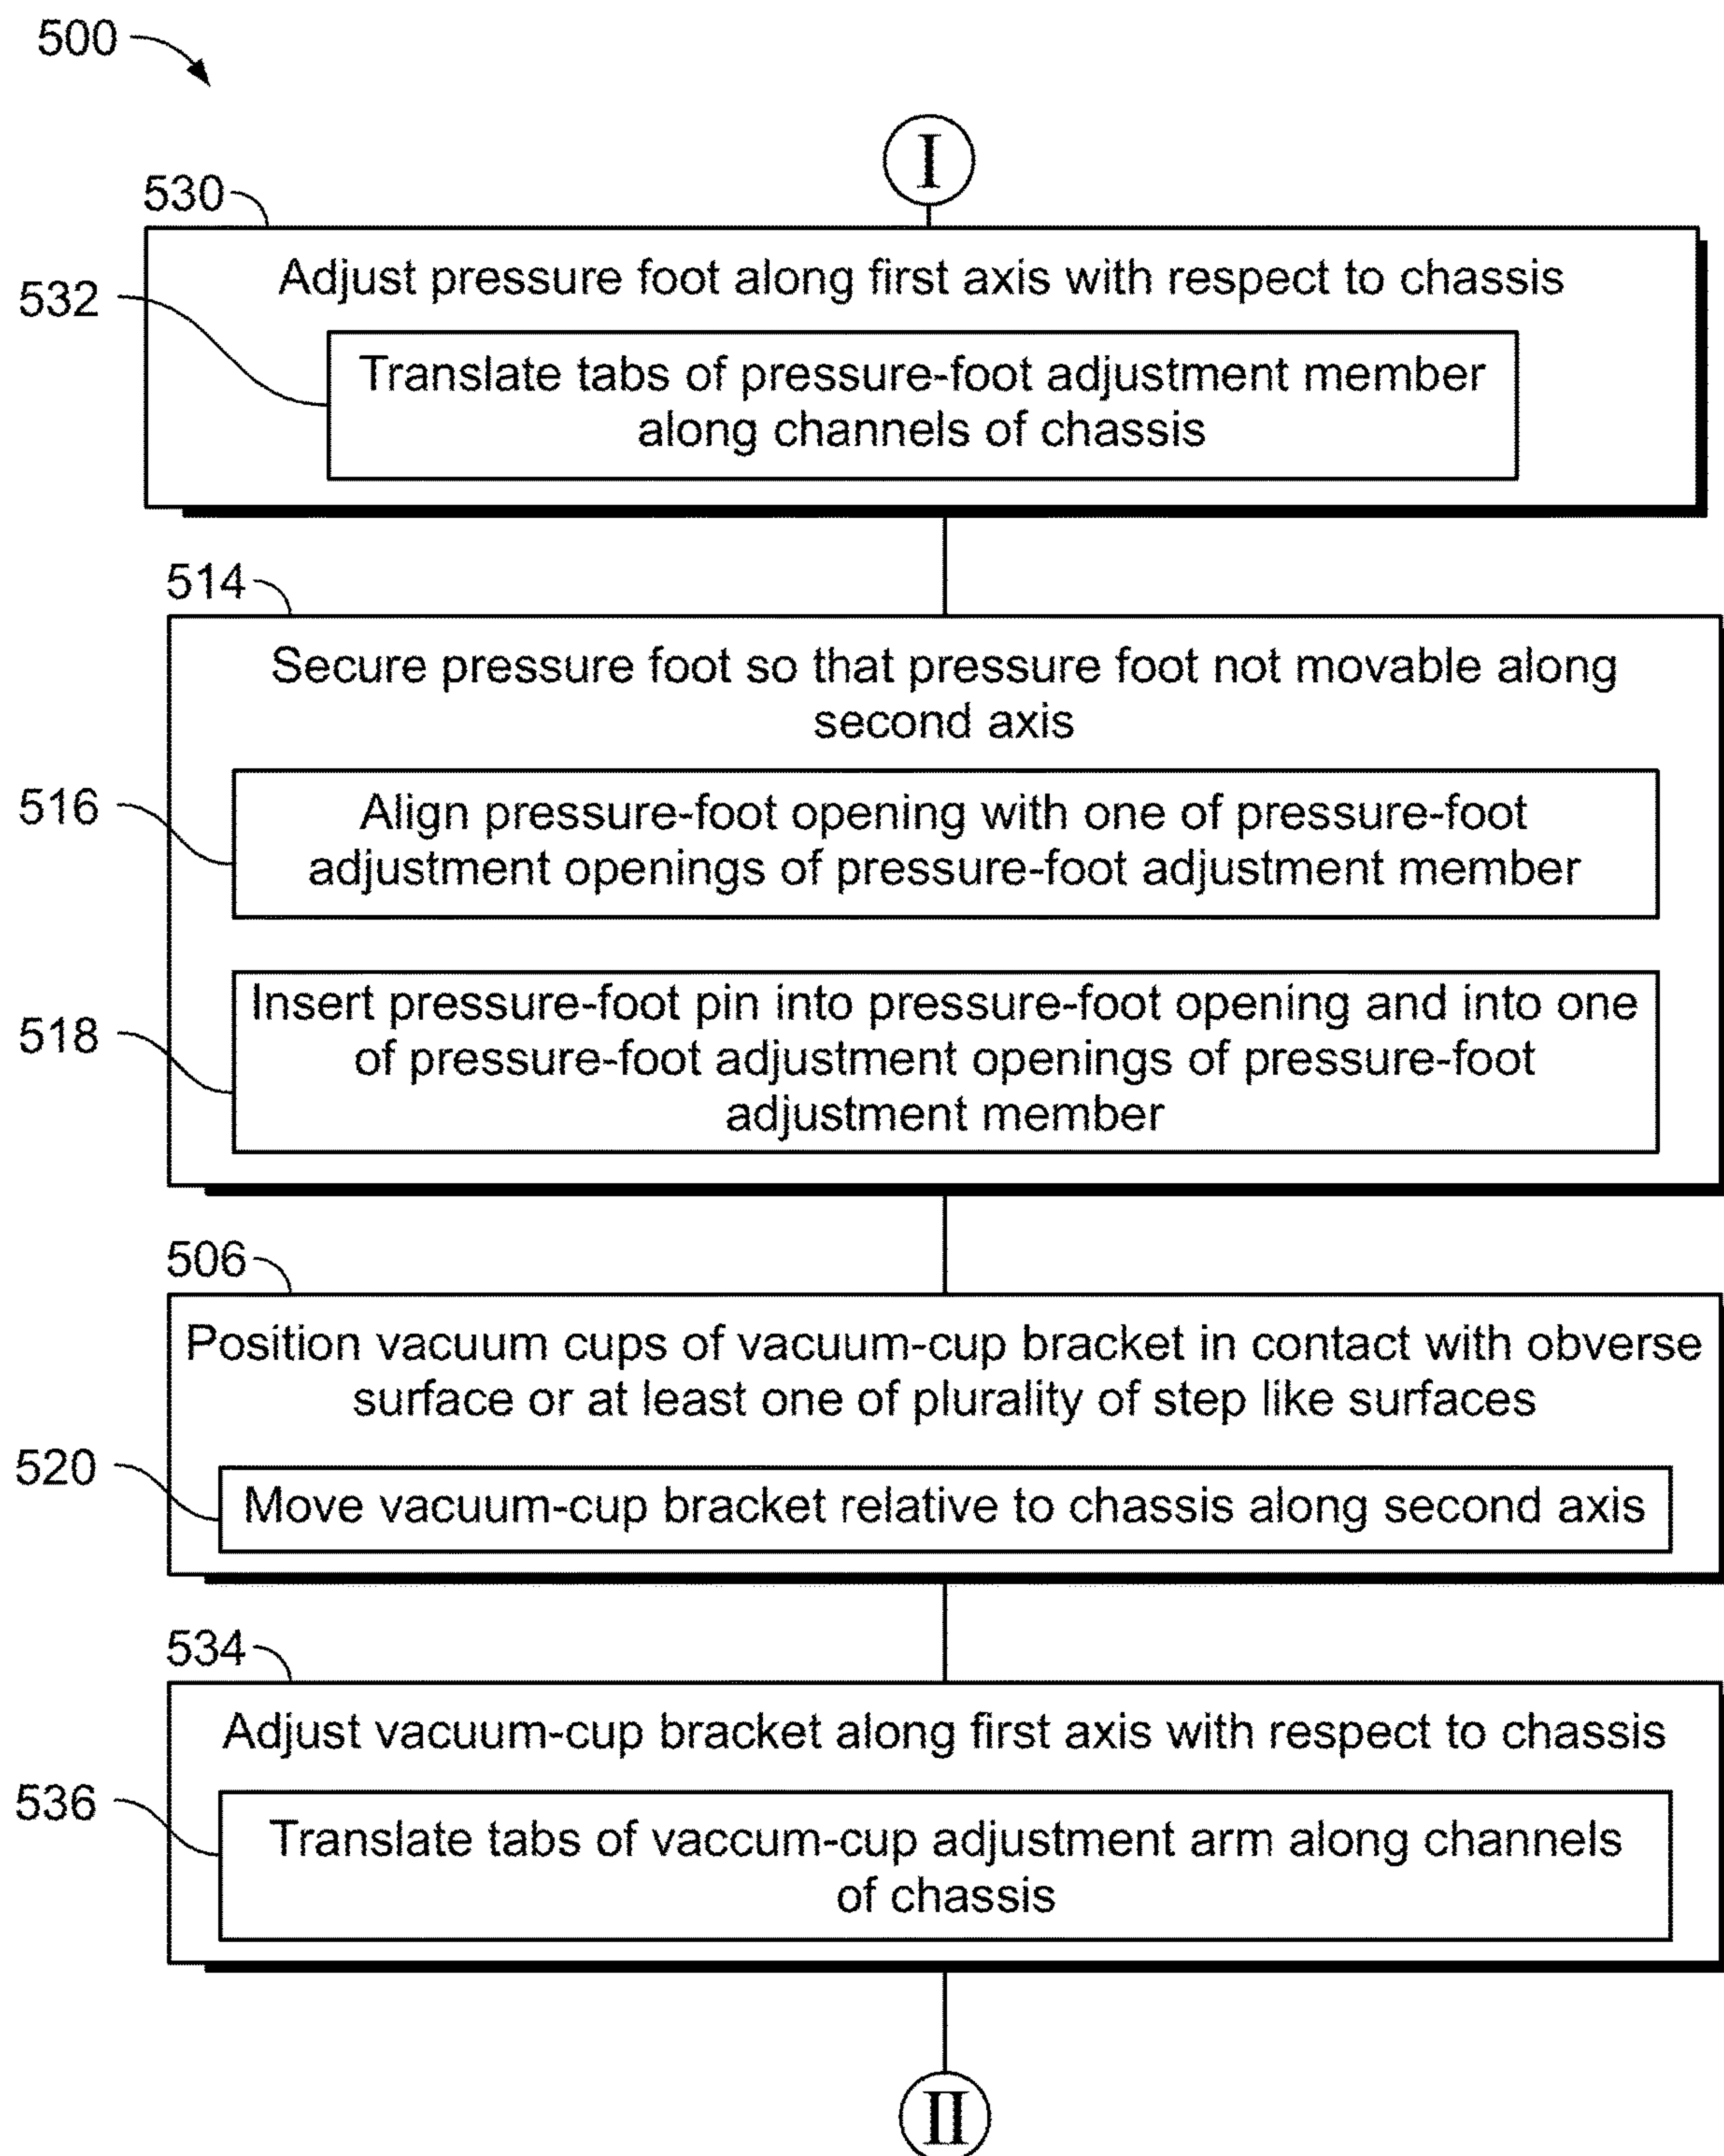 500
I
530
Adjust pressure foot along first axis with respect to chassis
532
Translate tabs of pressure-foot adjustment member
along channels of chassis
514
Secure pressure foot so that pressure foot not movable along
second axis
516
Align pressure-foot opening with one of pressure-foot
adjustment openings of pressure-foot adjustment member
518
Insert pressure-foot pin into pressure-foot opening and into one
of pressure-foot adjustment openings of pressure-foot
adjustment member
506
Position vacuum cups of vacuum-cup bracket in contact with obverse
surface or at least one of plurality of step like surfaces
520
Move vacuum-cup bracket relative to chassis along second axis
534
Adjust vacuum-cup bracket along first axis with respect to chassis
536
Translate tabs of vaccum-cup adjustment arm along channels
of chassis
II